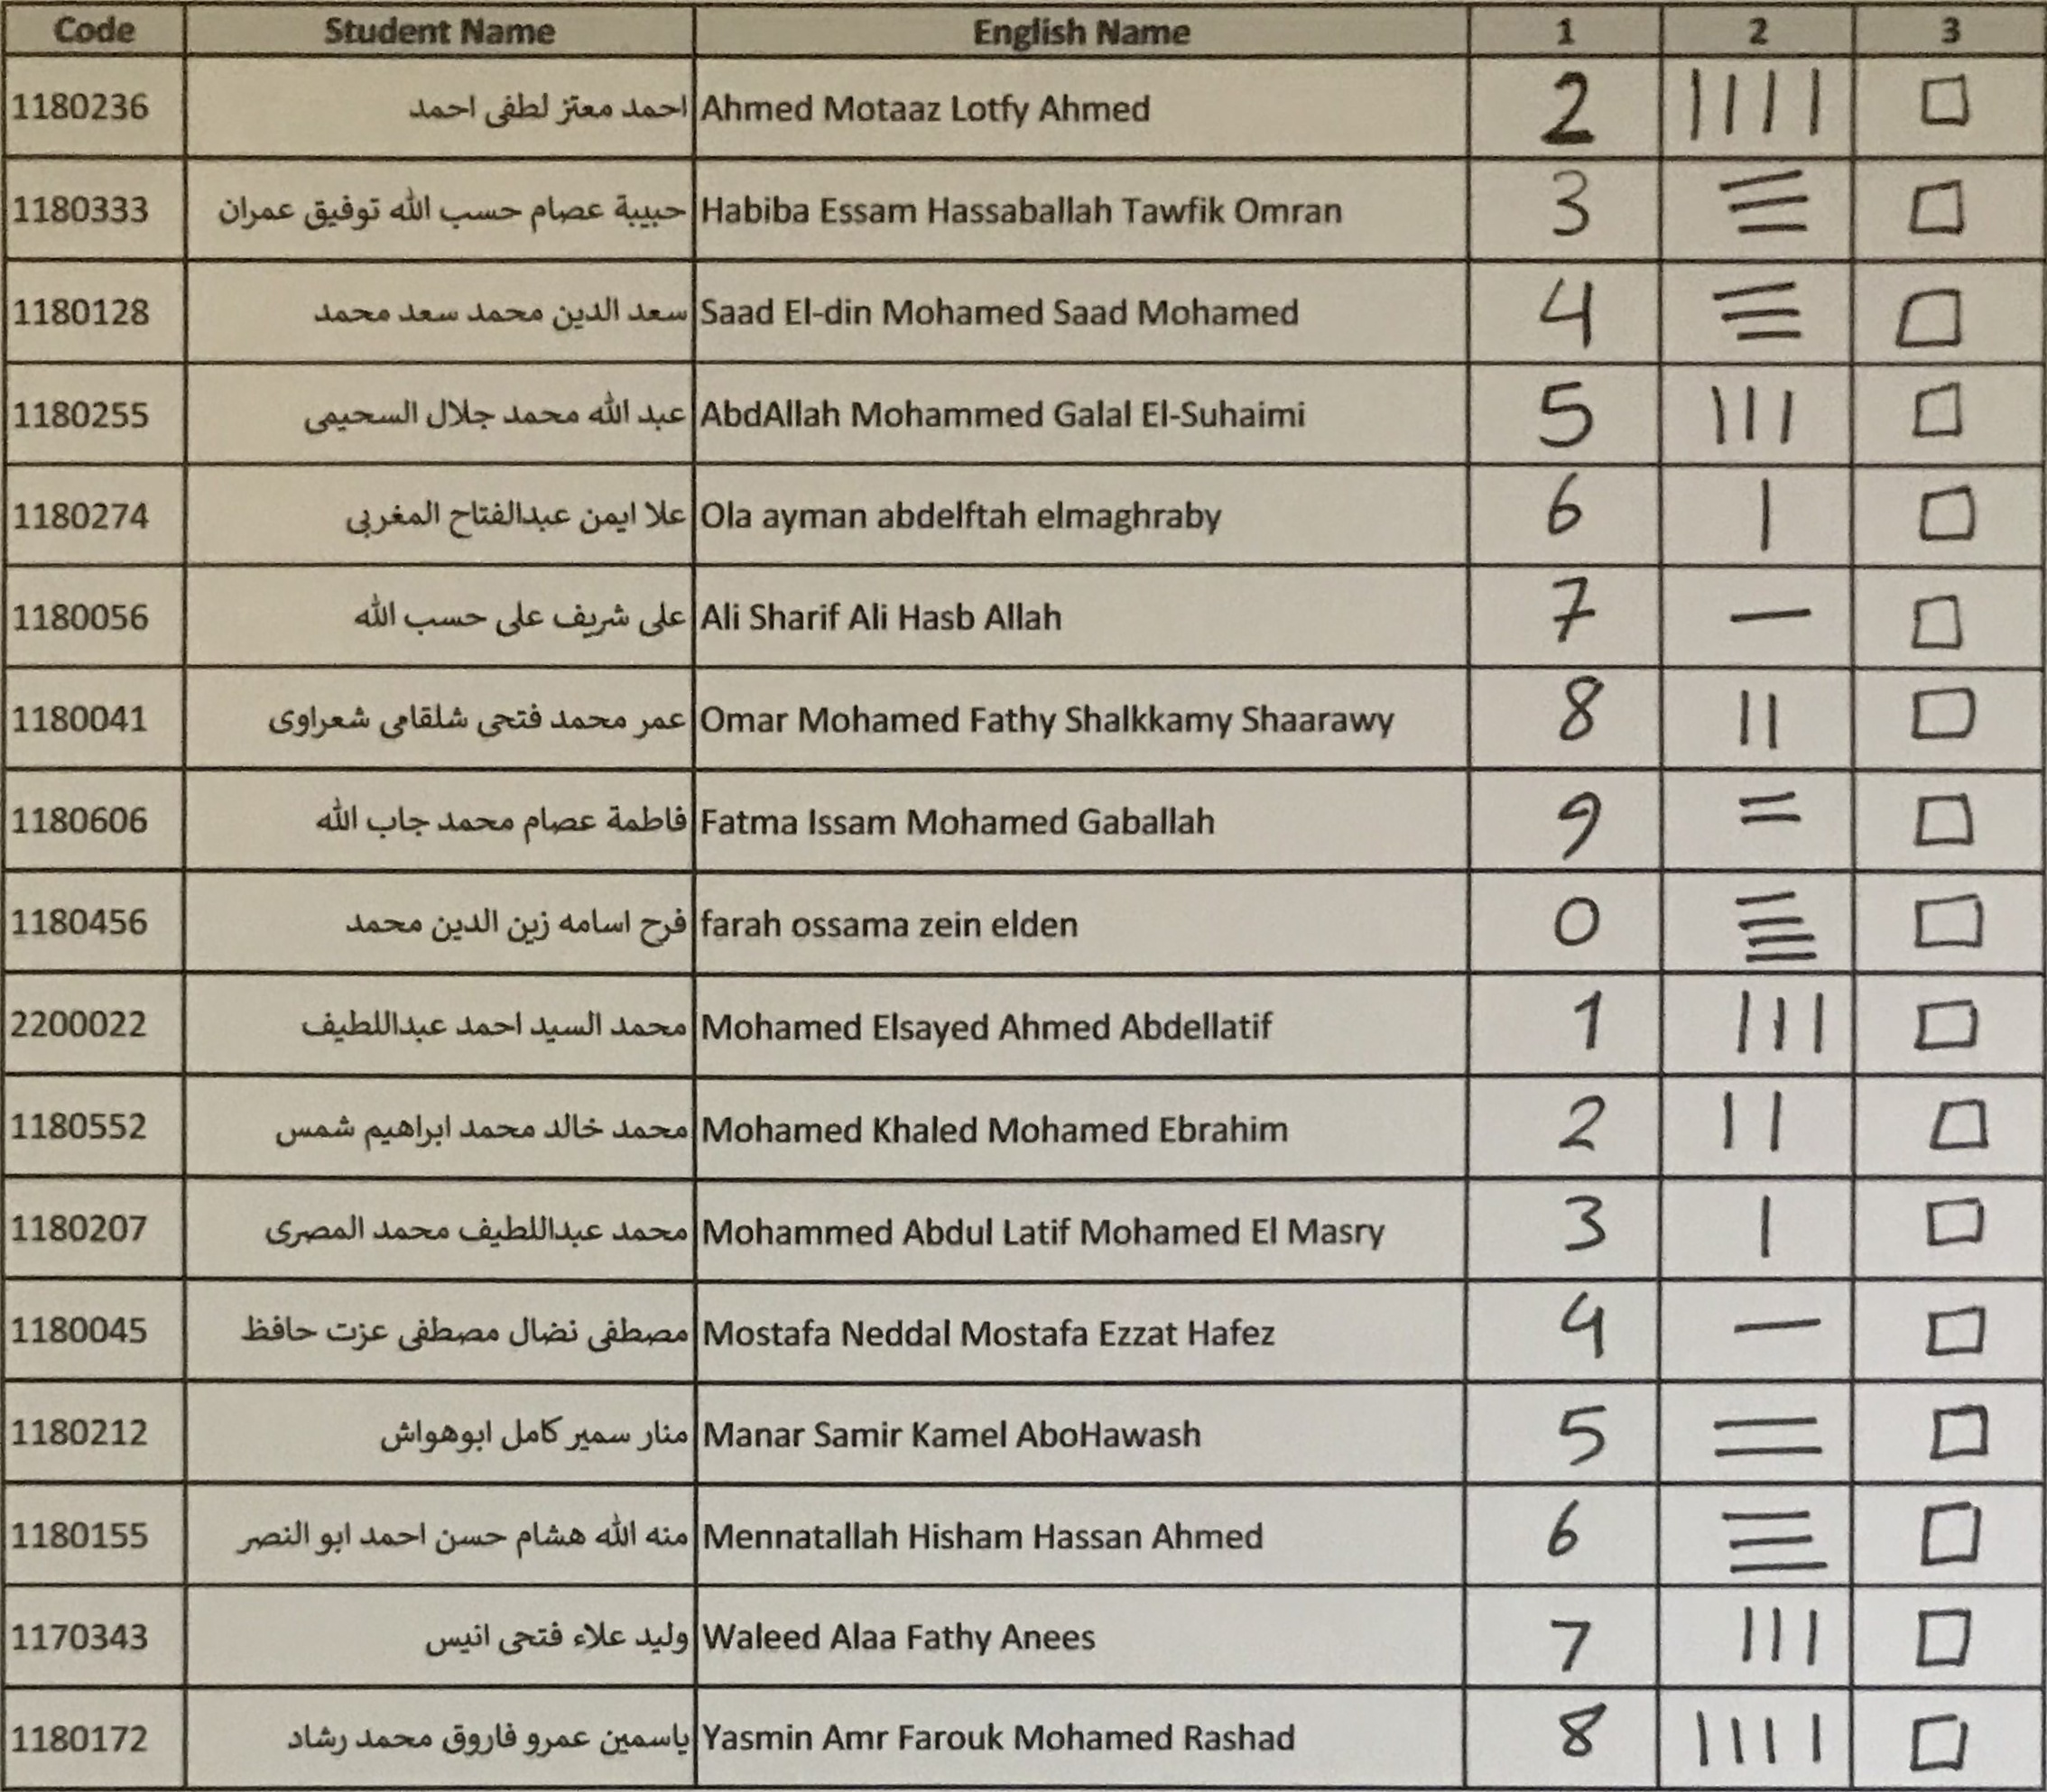 Code Student Name English Name 1 2 3
1180236 احمد معتز لطفى احمد Ahmed Motaaz Lotfy Ahmed 2 |||| □
1180333 حبيبة عصام حسب الله توفيق عمران Habiba Essam Hassaballah Tawfik Omran 3 ☰ □
1180128 سعد الدين محمد سعد محمد Saad El-din Mohamed Saad Mohamed 4 ☰ □
1180255 عبد الله محمد جلال السحيمى AbdAllah Mohammed Galal El-Suhaimi 5 ||| □
1180274 علا ايمن عبدالفتاح المغربى Ola ayman abdelftah elmaghraby 6 | □
1180056 على شريف على حسب الله Ali Sharif Ali Hasb Allah 7 — □
1180041 عمر محمد فتحى شلقامى شعراوى Omar Mohamed Fathy Shalkkamy Shaarawy 8 || □
1180606 فاطمة عصام محمد جاب الله Fatma Issam Mohamed Gaballah 9 = □
1180456 فرح اسامه زين الدين محمد farah ossama zein elden 0 ≣ □
2200022 محمد السيد احمد عبداللطيف Mohamed Elsayed Ahmed Abdellatif 1 ||| □
1180552 محمد خالد محمد ابراهيم شمس Mohamed Khaled Mohamed Ebrahim 2 || □
1180207 محمد عبداللطيف محمد المصرى Mohammed Abdul Latif Mohamed El Masry 3 | □
1180045 مصطفى نضال مصطفى عزت حافظ Mostafa Neddal Mostafa Ezzat Hafez 4 — □
1180212 منار سمير كامل ابوهواش Manar Samir Kamel AboHawash 5 = □
1180155 منه الله هشام حسن احمد ابو النصر Mennatallah Hisham Hassan Ahmed 6 ☰ □
1170343 وليد علاء فتحى انيس Waleed Alaa Fathy Anees 7 ||| □
1180172 ياسمين عمرو فاروق محمد رشاد Yasmin Amr Farouk Mohamed Rashad 8 |||| □